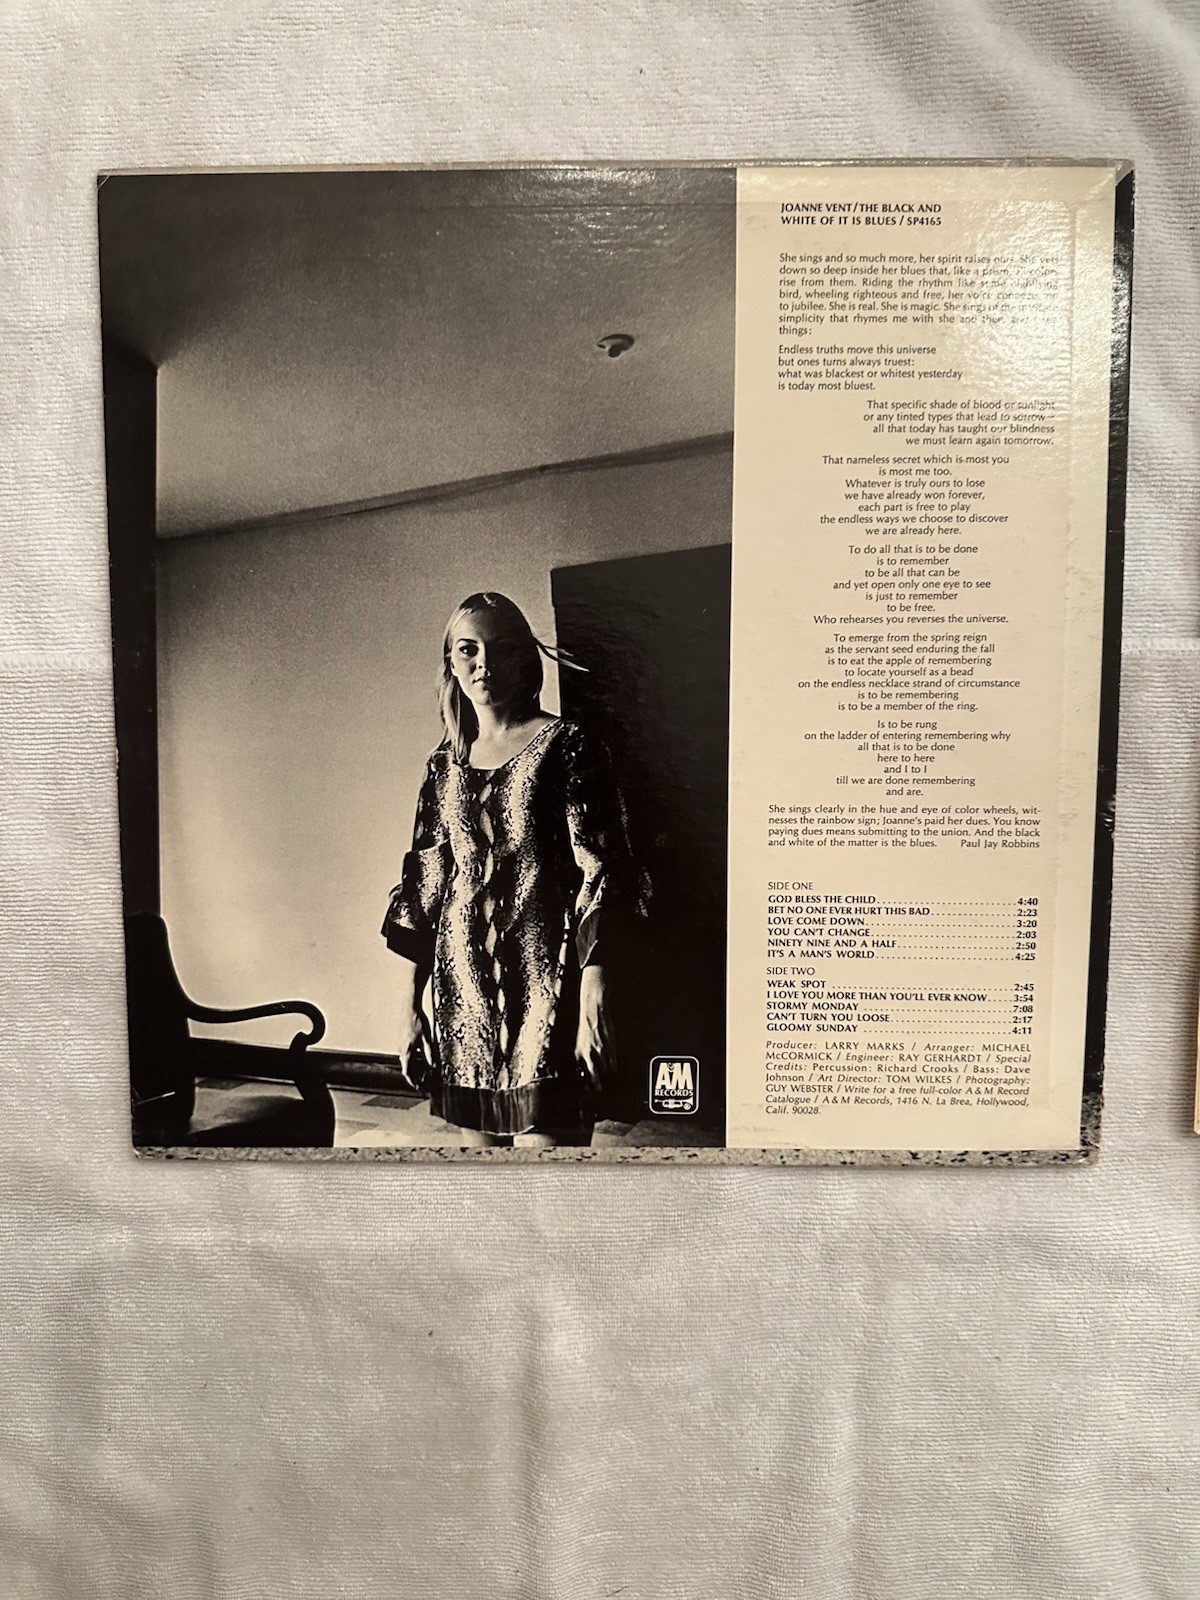 JOANNE VENT/THE BLACK AND
WHITE OF IT IS BLUES / SP4165
She sings and so much more, her spirit raises ours. She gets
down so deep inside her blues that, like a prism, all colors
rise from them. Riding the rhythm like some nightflying
bird, wheeling righteous and free, her voice me
to jubilee. She is real. She is magic. She sings of the
simplicity that rhymes me with she and thee, and
things:
Endless truths move this universe
but ones turns always truest:
what was blackest or whitest yesterday
is today most bluest.
That specific shade of blood or sunlight
or any tinted types that lead to sorrow—
all that today has taught our blindness
we must learn again tomorrow.
That nameless secret which is most you
is most me too.
Whatever is truly ours to lose
we have already won forever,
each part is free to play
the endless ways we choose to discover
we are already here.
To do all that is to be done
is to remember
to be all that can be
and yet open only one eye to see
is just to remember
to be free.
Who rehearses you reverses the universe.
To emerge from the spring reign
as the servant seed enduring the fall
is to eat the apple of remembering
to locate yourself as a bead
on the endless necklace strand of circumstance
is to be remembering
is to be a member of the ring.
Is to be rung
on the ladder of entering remembering why
all that is to be done
here to here
and I to I
till we are done remembering
and are.
She sings clearly in the hue and eye of color wheels, wit-
nesses the rainbow sign; Joanne's paid her dues. You know
paying dues means submitting to the union. And the black
and white of the matter is the blues. Paul Jay Robbins
SIDE ONE
GOD BLESS THE CHILD..........................4:40
BET NO ONE EVER HURT THIS BAD................2:23
LOVE COME DOWN...............................3:20
YOU CAN'T CHANGE.............................2:03
NINETY NINE AND A HALF.......................2:50
IT'S A MAN'S WORLD...........................4:25
SIDE TWO
WEAK SPOT ...................................2:45
I LOVE YOU MORE THAN YOU'LL EVER KNOW.....3:54
STORMY MONDAY ...............................7:08
CAN'T TURN YOU LOOSE.........................2:17
GLOOMY SUNDAY ...............................4:11
Producer: LARRY MARKS / Arranger: MICHAEL
McCORMICK / Engineer: RAY GERHARDT / Special
Credits: Percussion: Richard Crooks / Bass: Dave
Johnson / Art Director: TOM WILKES / Photography:
GUY WEBSTER / Write for a free full-color A & M Record
Catalogue / A & M Records, 1416 N. La Brea, Hollywood,
Calif. 90028.
A&M
RECORDS